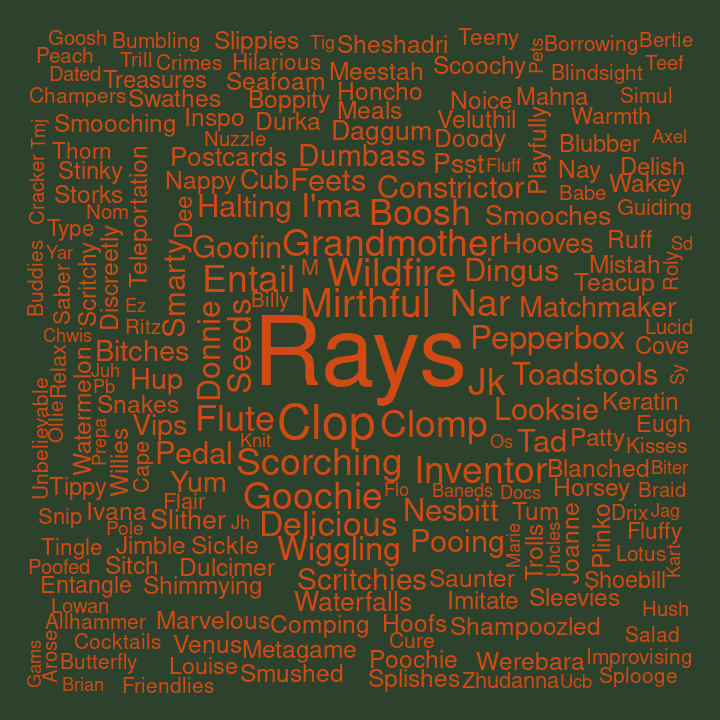 Goosh
Bumbling
Slippies
Tig
Sheshadri
Teeny
Pets
Borrowing
Bertie
Peach
Trill
Crimes
Hilarious
Scoochy
Teef
Dated
Treasures
Seafoam
Meestah
Blindsight
Champers
Swathes
Boppity
Honcho
Noice
Mahna
Simul
Smooching
Inspo
Durka
Meals
Veluthil
Warmth
Tmj
Nuzzle
Daggum
Doody
Playfully
Blubber
Axel
Thorn
Postcards
Dumbass
Psst
Fluff
Nay
Delish
Cracker
Stinky
Teleportation
Nappy
Cub
Feets
Constrictor
Babe
Wakey
Storks
Nom
Dee
Halting
I'ma
Boosh
Smooches
Guiding
Type
Discreetly
Goofin
Grandmother
Hooves
Ruff
Sd
Buddies
Yar
Saber
Scritchy
Smarty
Entail
M
Wildfire
Dingus
Mistah
Roly
Teacup
Ez
Billy
Mirthful
Nar
Matchmaker
Ritz
Lucid
Chwis
Bitches
Donnie
Seeds
Rays
Pepperbox
Cove
Relax
Juh
Pb
Hup
Jk
Toadstools
Sy
Ollie
Watermelon
Snakes
Flute
Clop
Clomp
Looksie
Keratin
Unbelievable
Prepa
Willies
Vips
Knit
Os
Tad
Patty
Eugh
Kisses
Cape
Pedal
Scorching
Inventor
Blanched
Biter
Tippy
Yum
Goochie
Flo
Baneds
Docs
Horsey
Braid
Snip
Ivana
Flair
Nesbitt
Tum
Drix
Jag
Pole
Slither
Jh
Delicious
Fluffy
Tingle
Jimble
Sickle
Wiggling
Pooing
Marie
Trolls
Uncles
Joanne
Plinko
Lotus
Kart
Poofed
Sitch
Dulcimer
Scritchies
Saunter
Shoebill
Entangle
Shimmying
Waterfalls
Imitate
Sleevies
Hush
Lowan
Allhammer
Marvelous
Comping
Hoofs
Shampoozled
Salad
Arose
Cocktails
Venus
Metagame
Cure
Gams
Butterfly
Louise
Smushed
Poochie
Werebara
Improvising
Brian
Friendlies
Splishes
Zhudanna
Ucb
Splooge